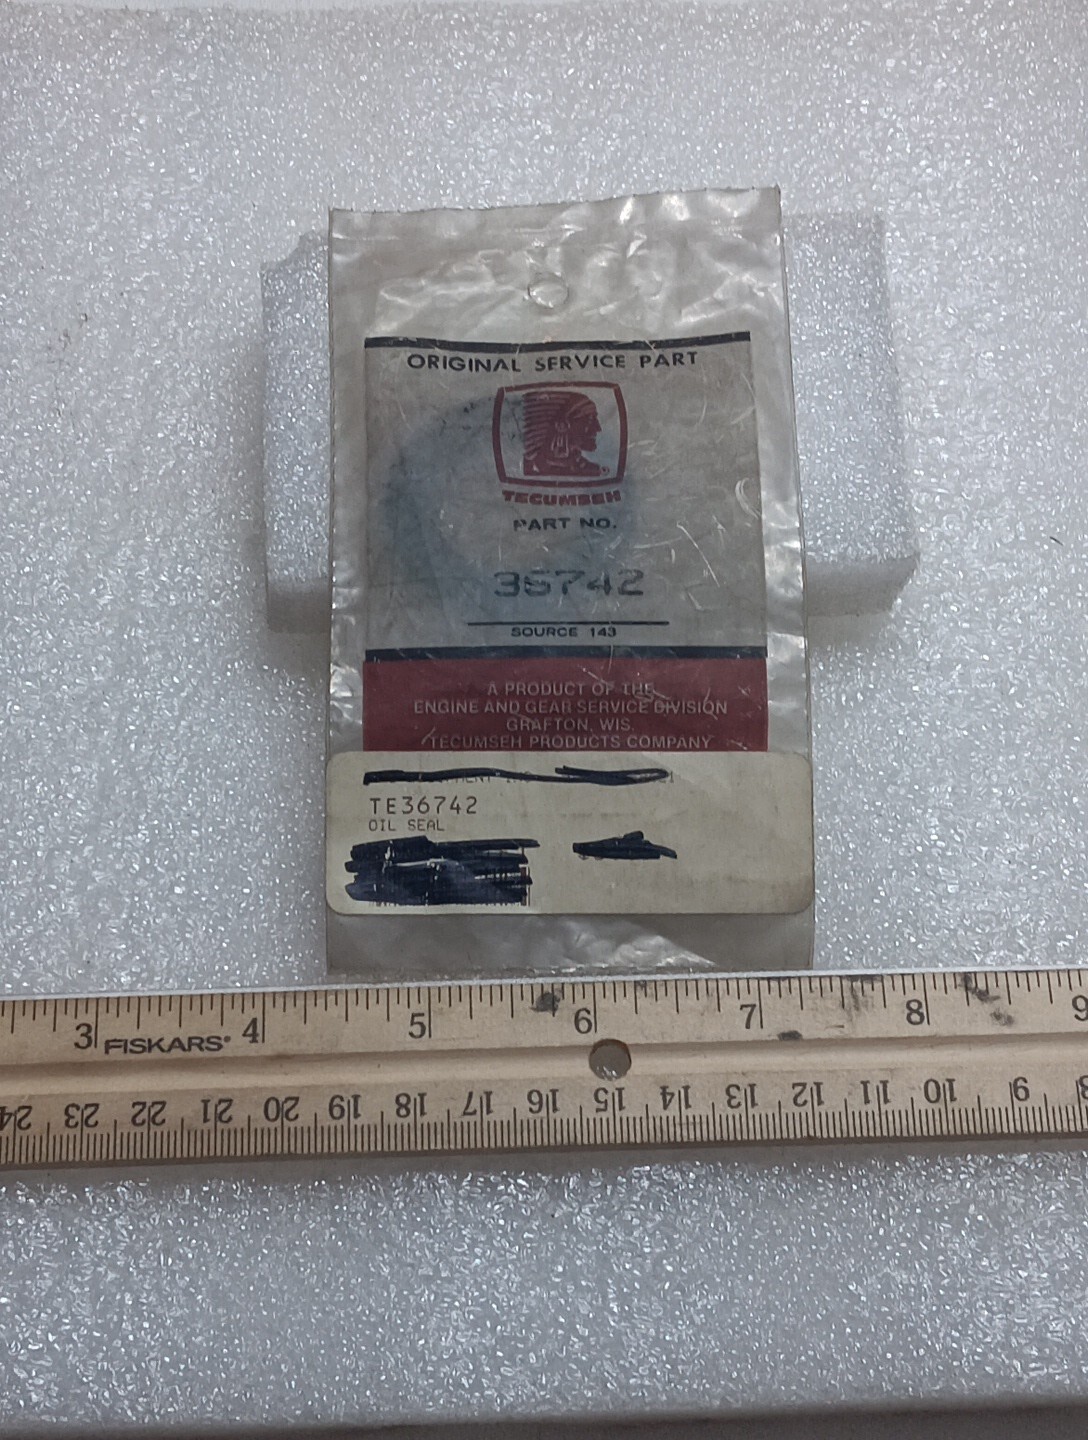 ORIGINAL SERVICE PART
TECUMSEH
PART NO.
36742
SOURCE 143
A PRODUCT OF THE
ENGINE AND GEAR SERVICE DIVISION
GRAFTON, WIS.
TECUMSEH PRODUCTS COMPANY
TE36742
OIL SEAL
3 4 5 6 7 8 9
FISKARS®
24 23 22 21 20 19 18 17 16 15 14 13 12 11 10 9 8